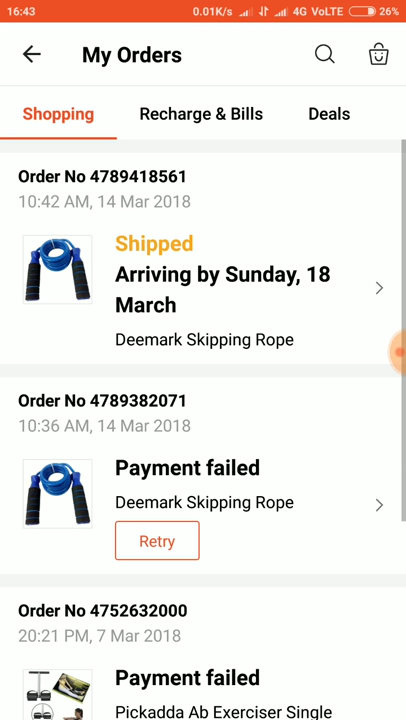 16:43 0.01K/s 4G VoLTE 26%
My Orders
Shopping Recharge & Bills Deals
Order No 4789418561
10:42 AM, 14 Mar 2018
Shipped
Arriving by Sunday, 18
March
Deemark Skipping Rope
Order No 4789382071
10:36 AM, 14 Mar 2018
Payment failed
Deemark Skipping Rope
Retry
Order No 4752632000
20:21 PM, 7 Mar 2018
Payment failed
Pickadda Ab Exerciser Single